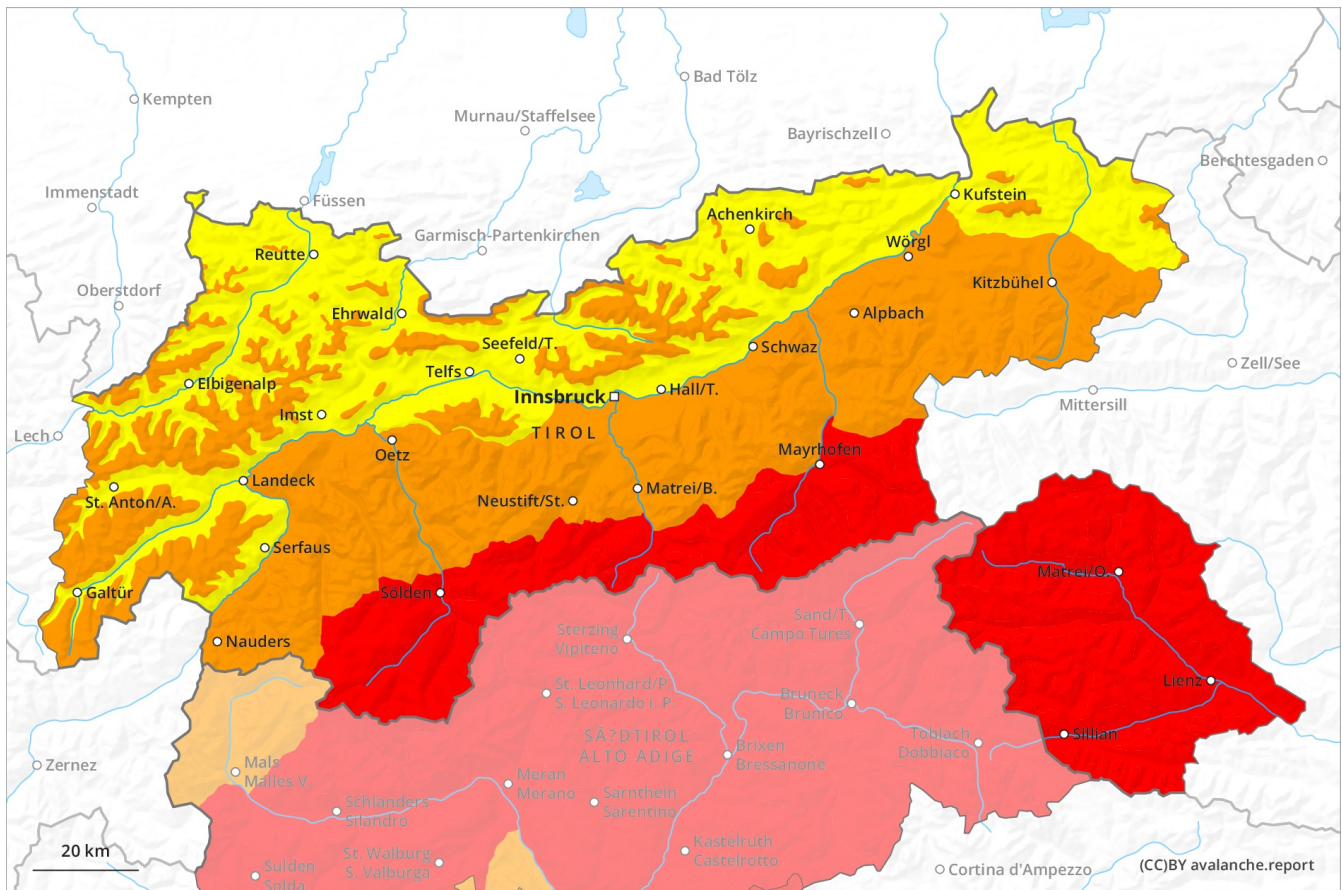 Bad Tölz
Kempten
Murnau/Staffelsee
Bayrischzell
Berchtesgaden
Immenstadt
Füssen
Kufstein
Achenkirch
Garmisch-Partenkirchen
Wörgl
Reutte
Kitzbühel
Oberstdorf
Ehrwald
Alpbach
Seefeld/T.
Schwaz
Zell/See
Telfs
Elbigenalp
Hall/T.
Innsbruck
Mittersill
Imst
TIROL
Lech
Oetz
Mayrhofen
Landeck
Matrei/B.
St. Anton/A.
Neustift/St.
Serfaus
Matrei/O.
Galtür
Sölden
Sand/T.
Campo Tures
Sterzing
Vipiteno
Nauders
Lienz
St. Leonhard/P.
S. Leonardo i. P.
Bruneck
Brunico
Sillian
SÃ?DTIROL
ALTO ADIGE
Toblach
Dobbiaco
Brixen
Bressanone
Zernez
Mals
Malles V.
Meran
Merano
Sarnthein
Sarentino
Schlanders
Silandro
Kastelruth
Castelrotto
20 km
St. Walburg
S. Valburga
Sulden
Solda
Cortina d'Ampezzo
(CC)BY avalanche.report